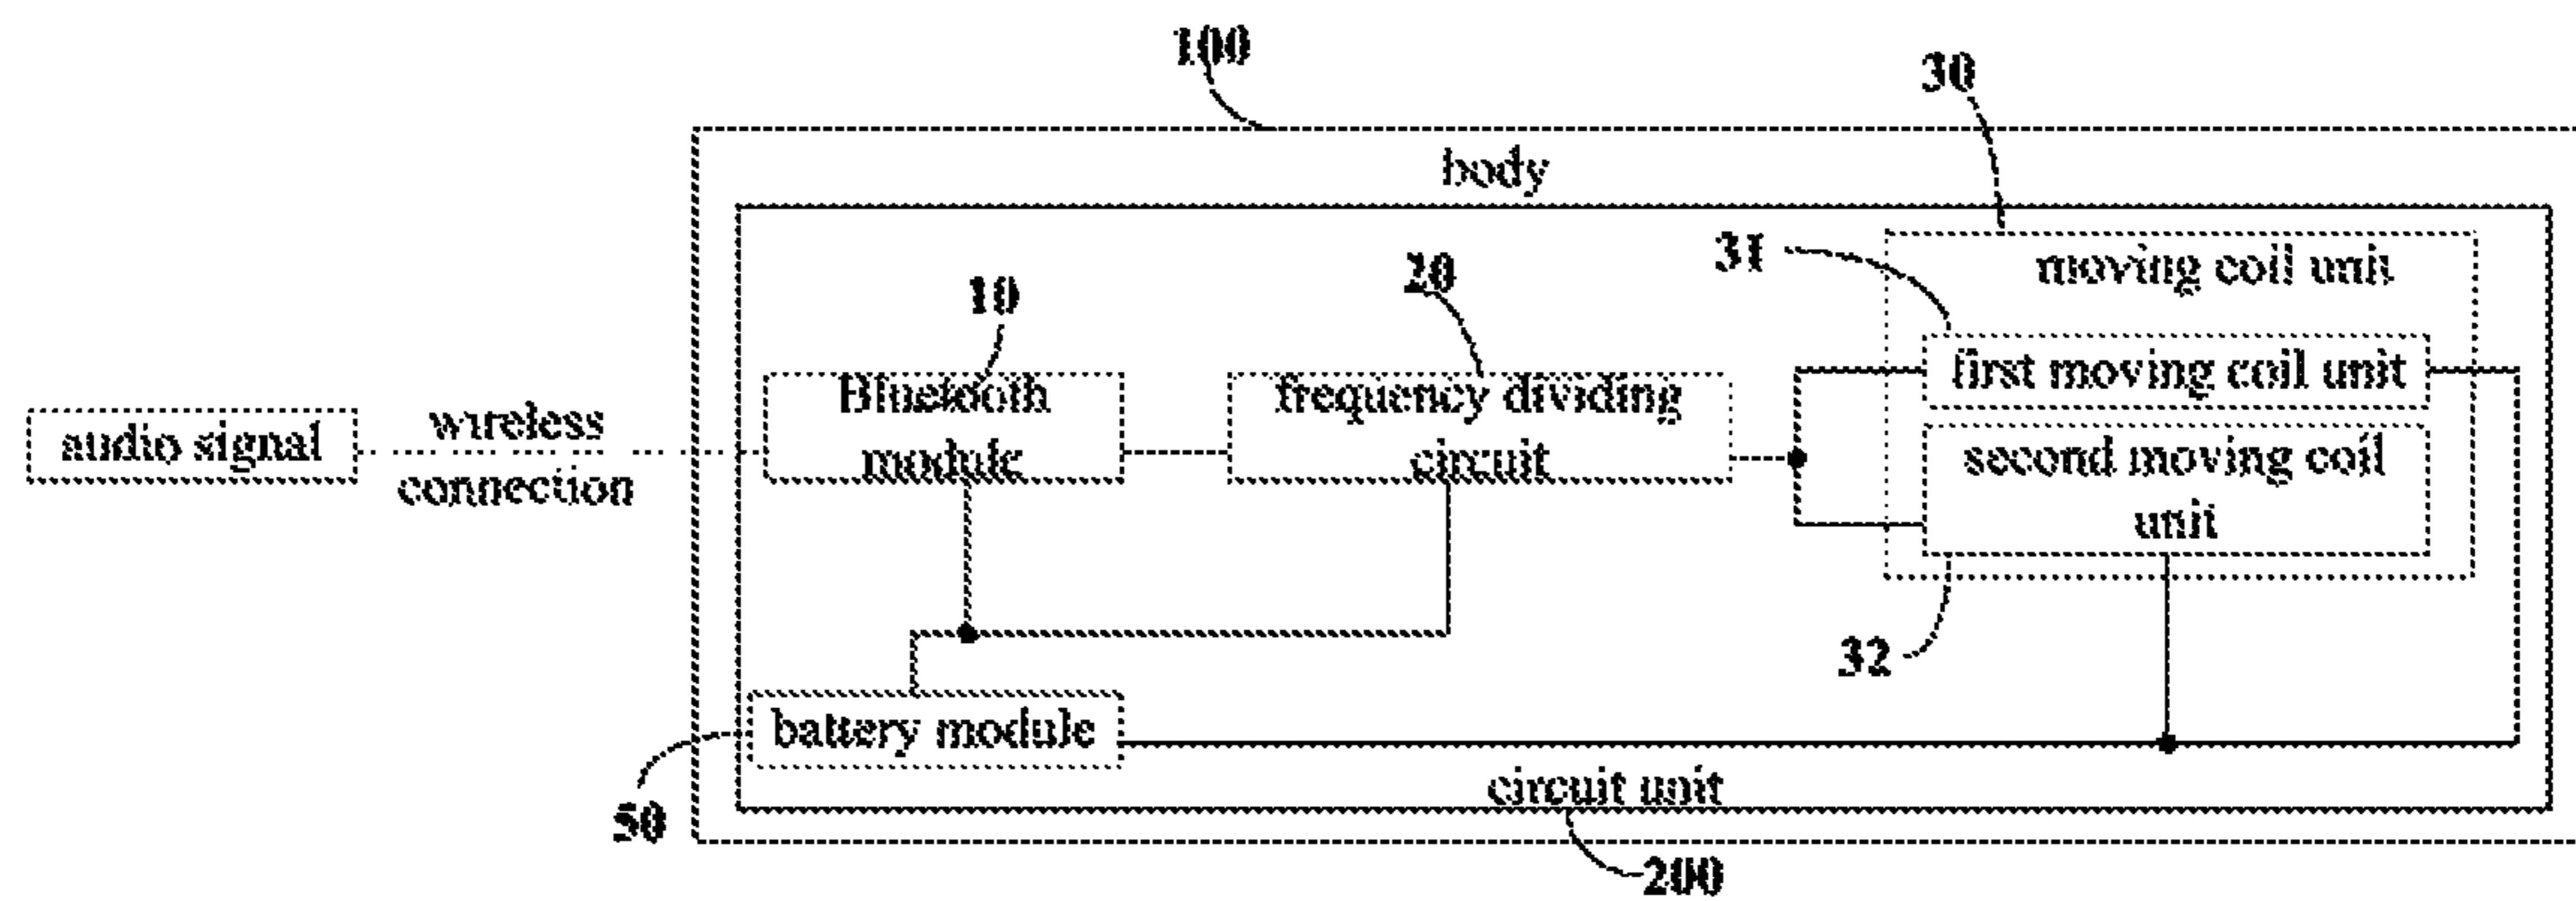 100
30
body
31
moving coil unit
10
20
first moving coil unit
Bluetooth
module
frequency dividing
circuit
audio signal
wireless
connection
second moving coil
unit
32
battery module
50
circuit unit
200